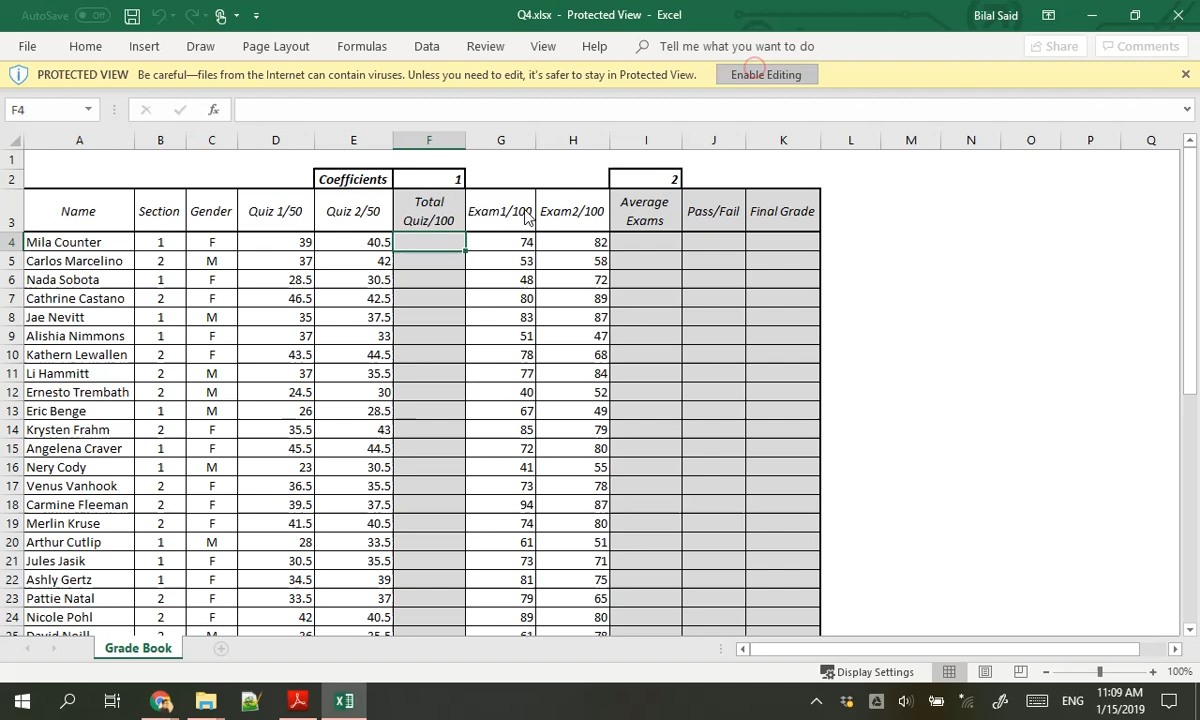 AutoSave Off Q4.xlsx - Protected View - Excel Bilal Said
File Home Insert Draw Page Layout Formulas Data Review View Help Tell me what you want to do Share Comments
PROTECTED VIEW Be careful—files from the Internet can contain viruses. Unless you need to edit, it's safer to stay in Protected View. Enable Editing
F4 fx
A B C D E F G H I J K L M N O P Q
1
2 Coefficients 1 2
3 Name Section Gender Quiz 1/50 Quiz 2/50 Total Quiz/100 Exam1/100 Exam2/100 Average Exams Pass/Fail Final Grade
4 Mila Counter 1 F 39 40.5 74 82
5 Carlos Marcelino 2 M 37 42 53 58
6 Nada Sobota 1 F 28.5 30.5 48 72
7 Cathrine Castano 2 F 46.5 42.5 80 89
8 Jae Nevitt 1 M 35 37.5 83 87
9 Alishia Nimmons 1 F 37 33 51 47
10 Kathern Lewallen 2 F 43.5 44.5 78 68
11 Li Hammitt 2 M 37 35.5 77 84
12 Ernesto Trembath 2 M 24.5 30 40 52
13 Eric Benge 1 M 26 28.5 67 49
14 Krysten Frahm 2 F 35.5 43 85 79
15 Angelena Craver 1 F 45.5 44.5 72 80
16 Nery Cody 1 M 23 30.5 41 55
17 Venus Vanhook 2 F 36.5 35.5 73 78
18 Carmine Fleeman 2 F 39.5 37.5 94 87
19 Merlin Kruse 2 F 41.5 40.5 74 80
20 Arthur Cutlip 1 M 28 33.5 61 51
21 Jules Jasik 1 F 30.5 35.5 73 71
22 Ashly Gertz 1 F 34.5 39 81 75
23 Pattie Natal 2 F 33.5 37 79 65
24 Nicole Pohl 2 F 42 40.5 89 80
25 David Neill 2 M 61 78
Grade Book
Display Settings 100%
ENG 11:09 AM
1/15/2019